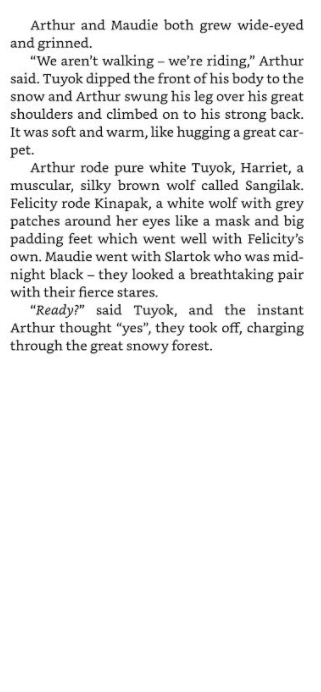 Arthur and Maudie both grew wide-eyed
and grinned.
“We aren’t walking – we’re riding,” Arthur
said. Tuyok dipped the front of his body to the
snow and Arthur swung his leg over his great
shoulders and climbed on to his strong back.
It was soft and warm, like hugging a great car-
pet.
Arthur rode pure white Tuyok, Harriet, a
muscular, silky brown wolf called Sangilak.
Felicity rode Kinapak, a white wolf with grey
patches around her eyes like a mask and big
padding feet which went well with Felicity’s
own. Maudie went with Slartok who was mid-
night black – they looked a breathtaking pair
with their fierce stares.
“Ready?” said Tuyok, and the instant
Arthur thought “yes”, they took off, charging
through the great snowy forest.